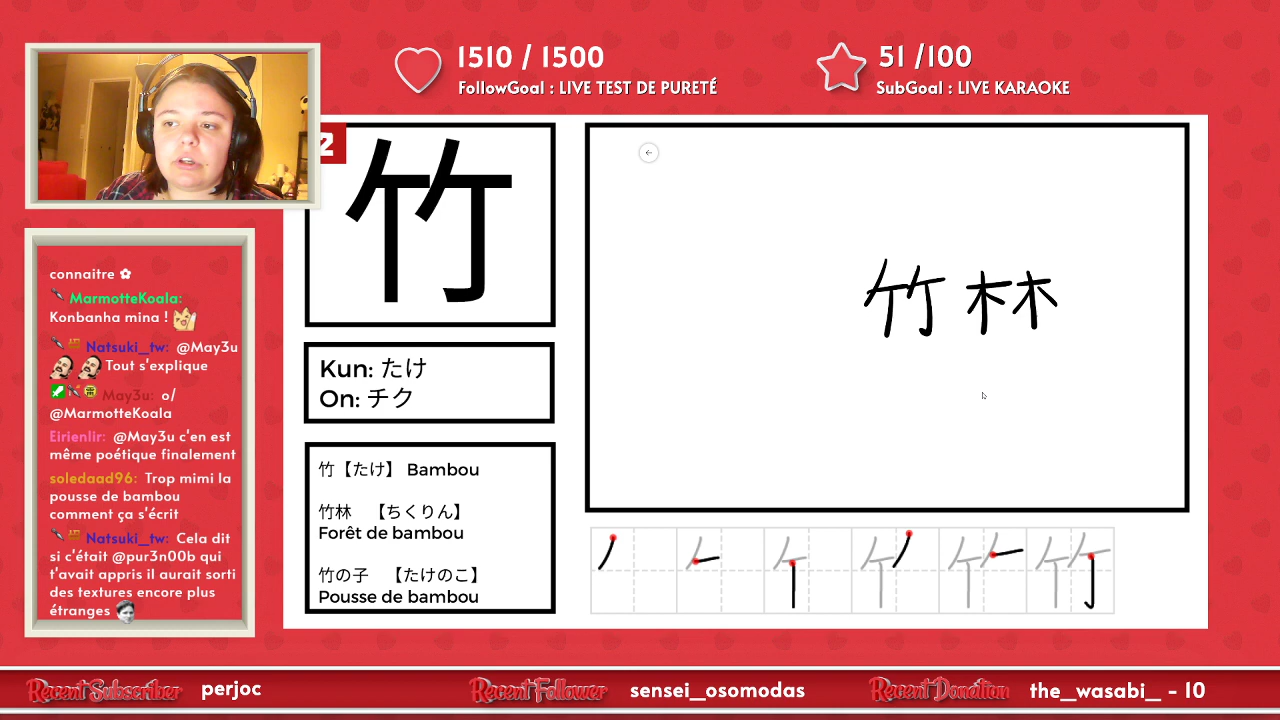 1510 / 1500
FollowGoal : LIVE TEST DE PURETÉ
51 /100
SubGoal : LIVE KARAOKE
2
竹
竹林
Kun: たけ
On: チク
竹【たけ】 Bambou
竹林 【ちくりん】
Forêt de bambou
竹の子 【たけのこ】
Pousse de bambou
connaitre ✿
MarmotteKoala:
Konbanha mina !
Natsuki_tw: @May3u
Tout s'explique
May3u: o/
@MarmotteKoala
Eirienlir: @May3u c'en est
même poétique finalement
soledaad96: Trop mimi la
pousse de bambou
comment ça s'écrit
Natsuki_tw: Cela dit
si c'était @pur3n00b qui
t'avait appris il aurait sorti
des textures encore plus
étranges
Recent Subscriber perjoc
Recent Follower sensei_osomodas
Recent Donation the_wasabi_ - 10